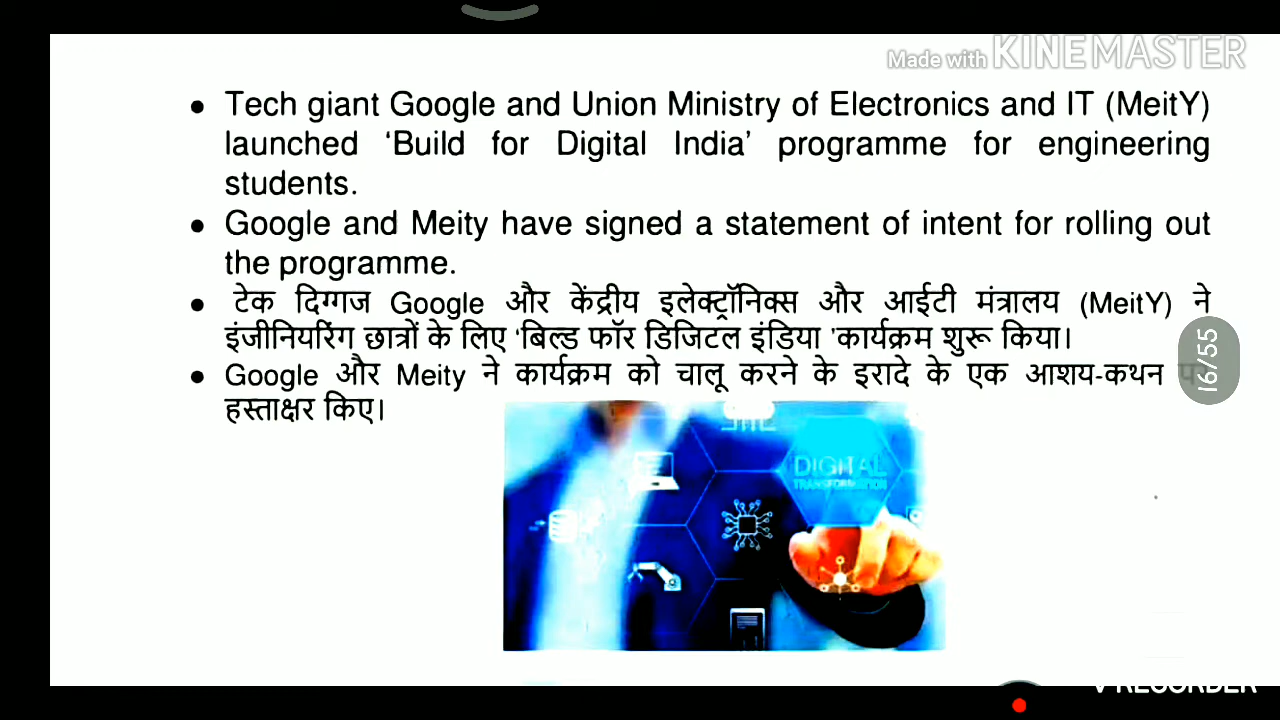 Made with KINEMASTER
• Tech giant Google and Union Ministry of Electronics and IT (MeitY)
launched ‘Build for Digital India’ programme for engineering
students.
• Google and Meity have signed a statement of intent for rolling out
the programme.
• टेक दिग्गज Google और केंद्रीय इलेक्ट्रॉनिक्स और आईटी मंत्रालय (MeitY) ने
इंजीनियरिंग छात्रों के लिए ‘बिल्ड फॉर डिजिटल इंडिया ’कार्यक्रम शुरू किया।
• Google और Meity ने कार्यक्रम को चालू करने के इरादे के एक आशय-कथन
हस्ताक्षर किए।
16/55
DIGITAL
TRANSFORMATION
V RECORDER